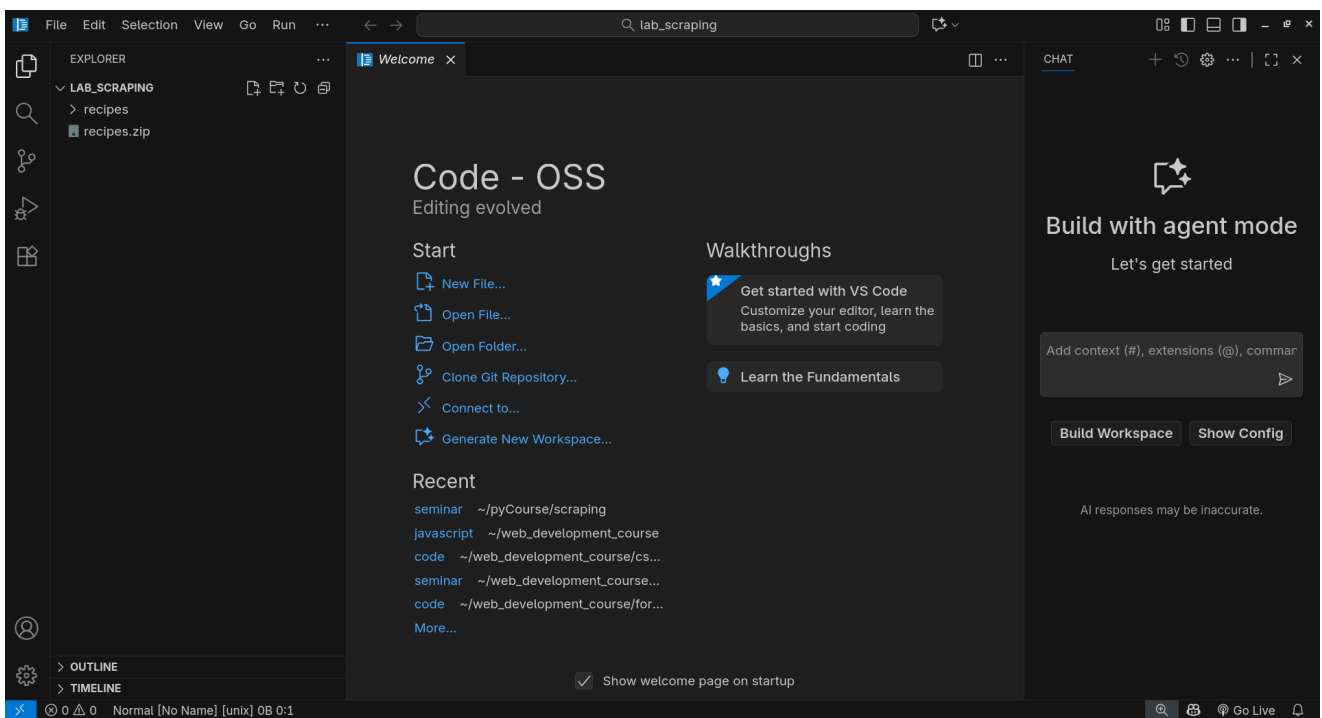 File Edit Selection View Go Run ···
lab_scraping
EXPLORER
LAB_SCRAPING
recipes
recipes.zip
OUTLINE
TIMELINE
Welcome
Code - OSS
Editing evolved
Start
New File...
Open File...
Open Folder...
Clone Git Repository...
Connect to...
Generate New Workspace...
Recent
seminar ~/pyCourse/scraping
javascript ~/web_development_course
code ~/web_development_course/cs...
seminar ~/web_development_course...
code ~/web_development_course/for...
More...
Walkthroughs
Get started with VS Code
Customize your editor, learn the
basics, and start coding
Learn the Fundamentals
Show welcome page on startup
CHAT
Build with agent mode
Let's get started
Add context (#), extensions (@), commar
Build Workspace Show Config
AI responses may be inaccurate.
0 0 Normal [No Name] [unix] 0B 0:1
Go Live